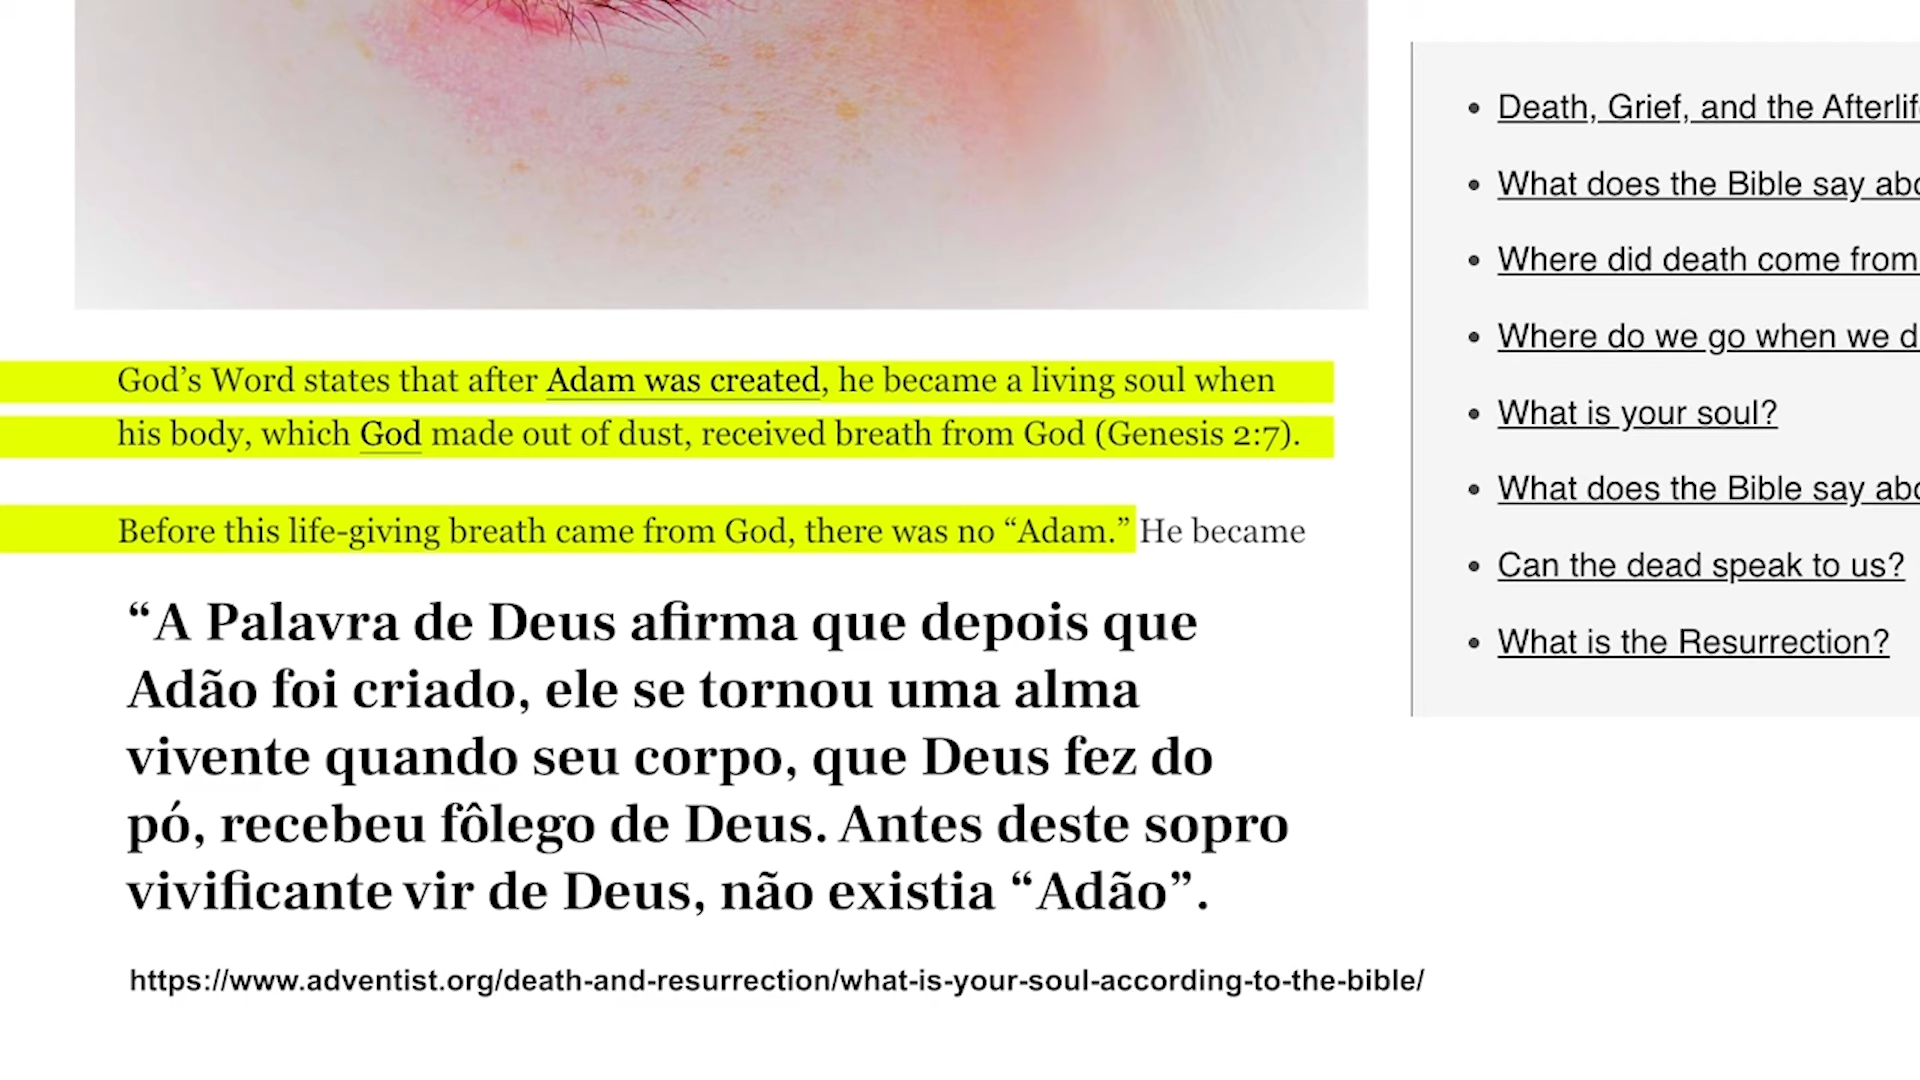 God’s Word states that after Adam was created, he became a living soul when
his body, which God made out of dust, received breath from God (Genesis 2:7).
Before this life-giving breath came from God, there was no “Adam.” He became
“A Palavra de Deus afirma que depois que
Adão foi criado, ele se tornou uma alma
vivente quando seu corpo, que Deus fez do
pó, recebeu fôlego de Deus. Antes deste sopro
vivificante vir de Deus, não existia “Adão”.
https://www.adventist.org/death-and-resurrection/what-is-your-soul-according-to-the-bible/
Death, Grief, and the
What does the Bible say
Where did death come from
Where do we go when we
What is your soul?
What does the Bible say
Can the dead speak to us?
What is the Resurrection?